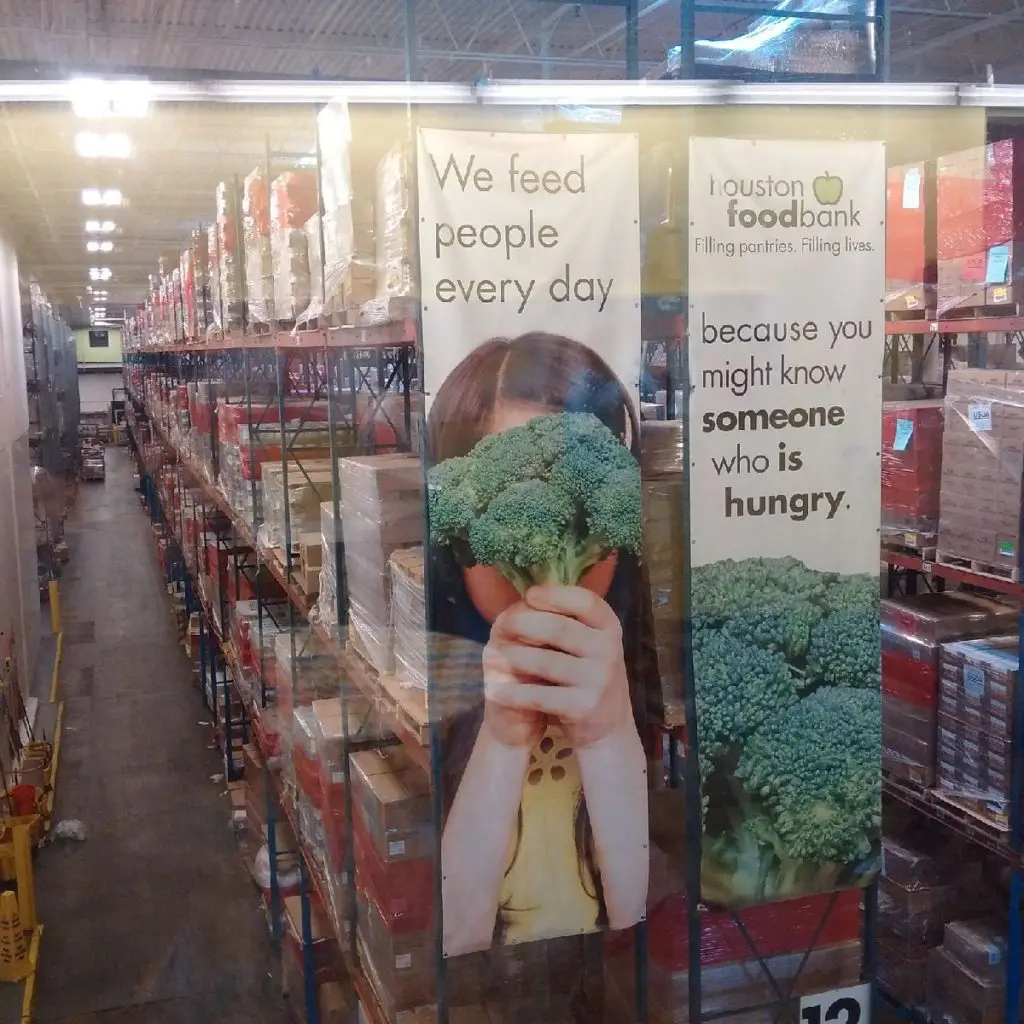 We feed
people
every day
houston
foodbank
Filling pantries. Filling lives.
because you
might know
someone
who is
hungry.
USDA
12